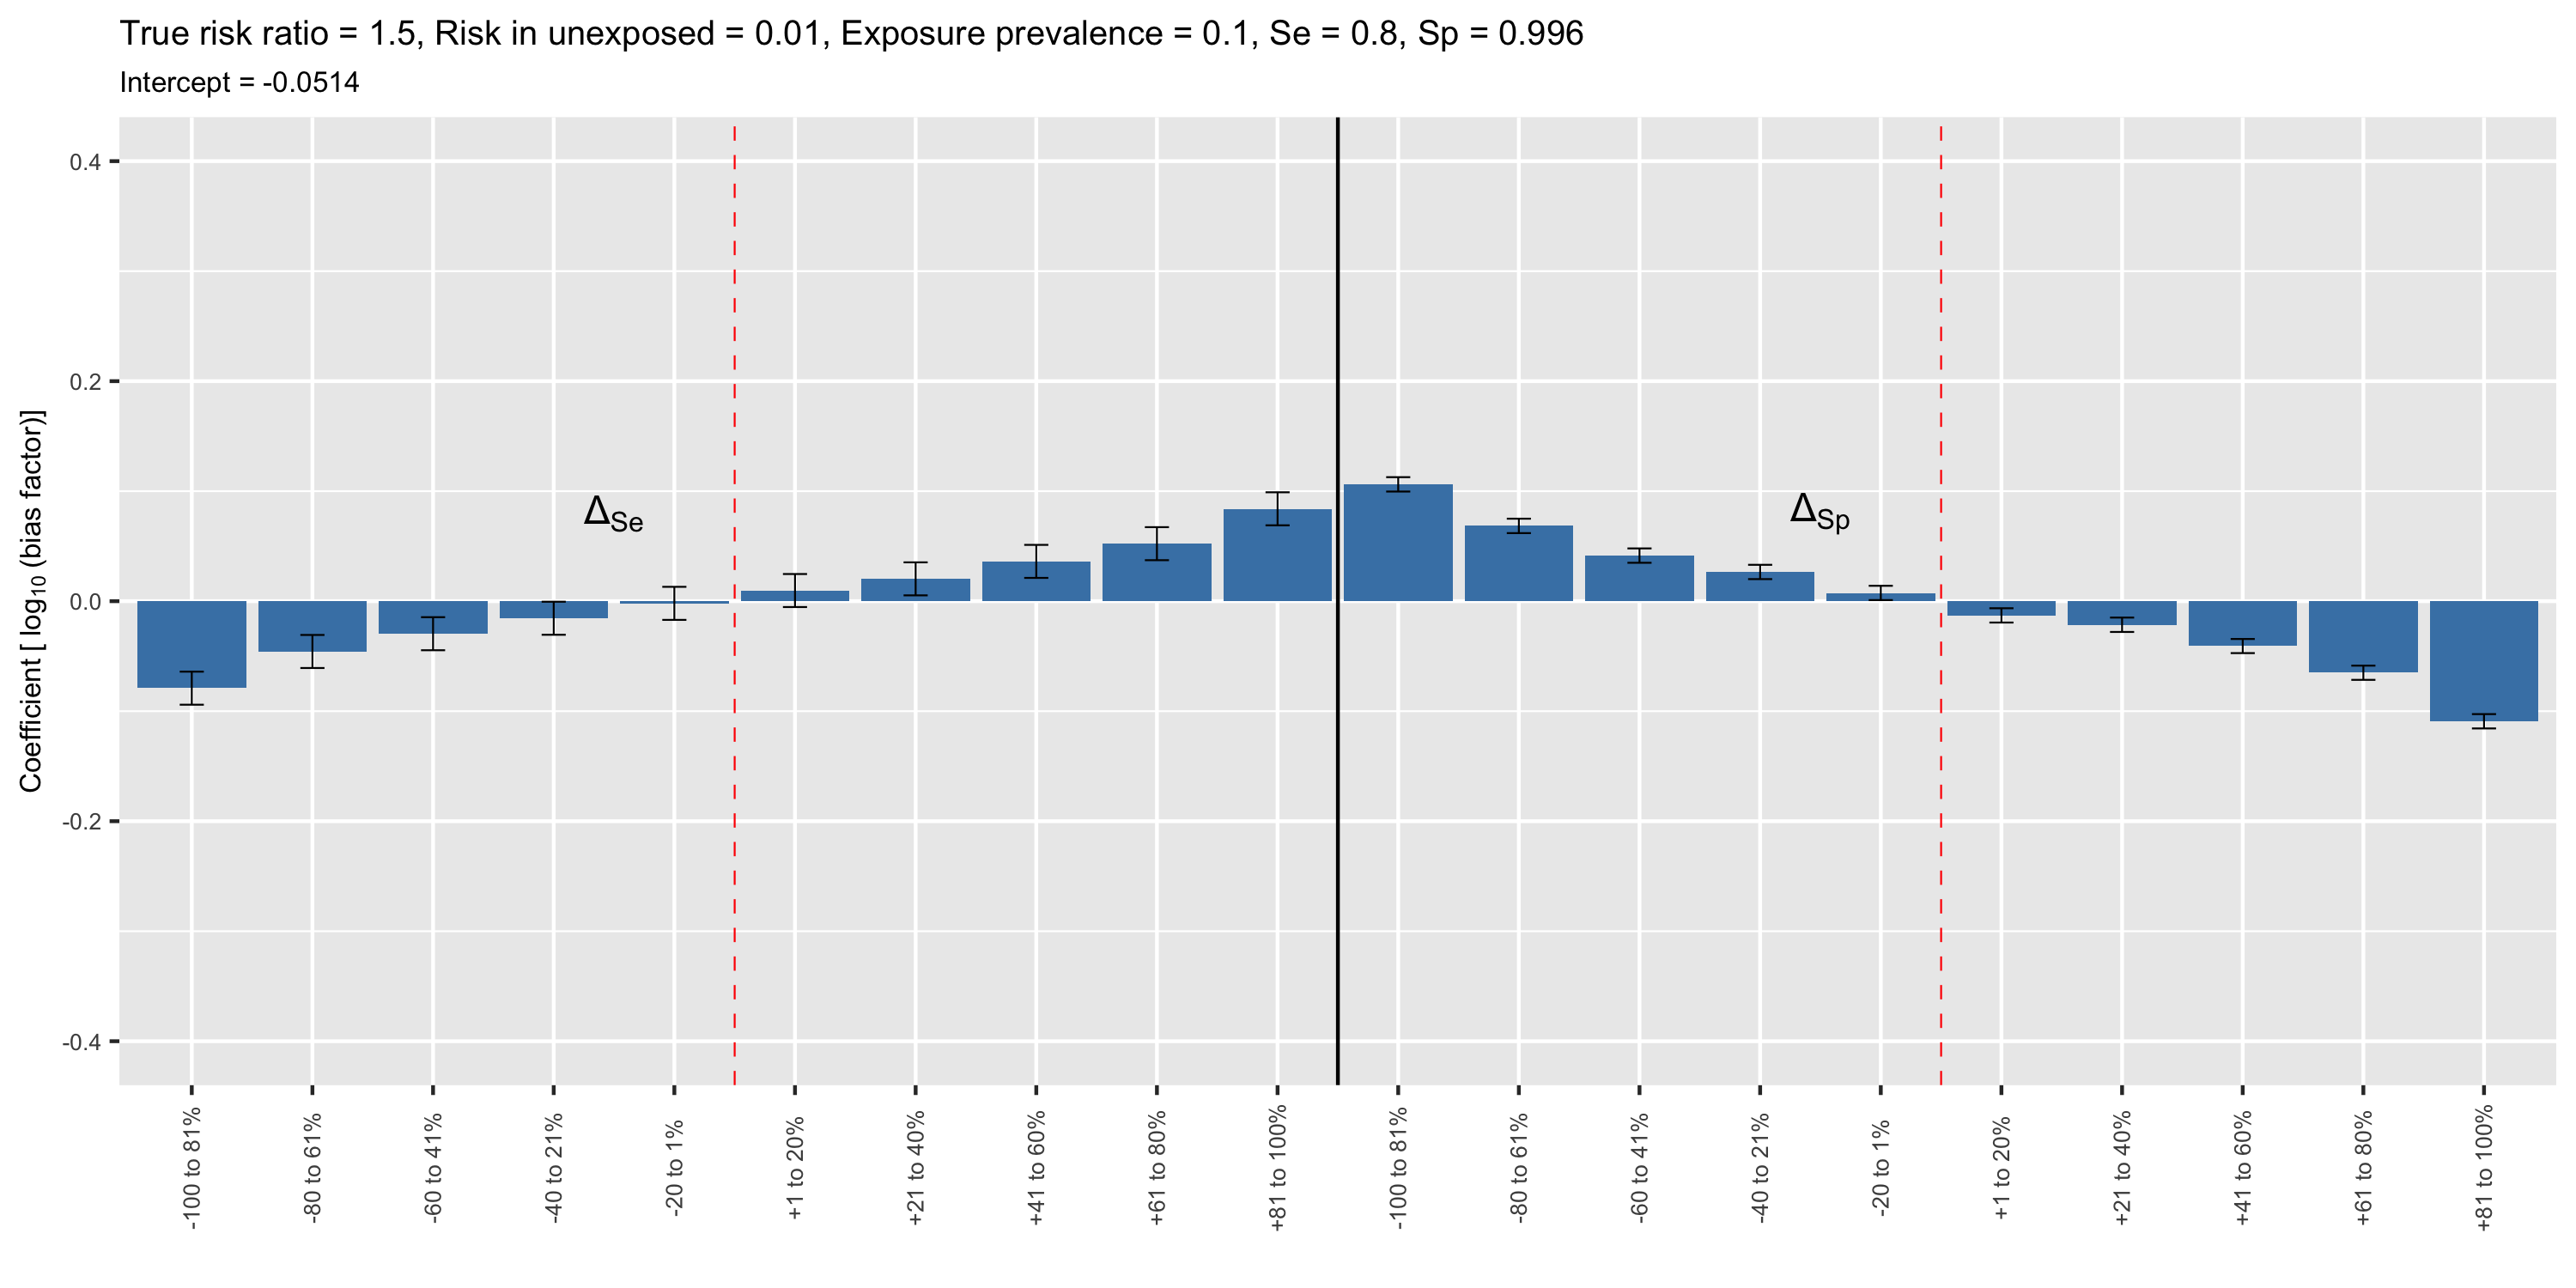 True risk ratio = 1.5, Risk in unexposed = 0.01, Exposure prevalence = 0.1, Se = 0.8, Sp = 0.996
Intercept = -0.0514
Coefficient [ log₁₀ (bias factor)]
0.4
0.2
0.0
-0.2
-0.4
ΔSe
ΔSp
-100 to 81%
-80 to 61%
-60 to 41%
-40 to 21%
-20 to 1%
+1 to 20%
+21 to 40%
+41 to 60%
+61 to 80%
+81 to 100%
-100 to 81%
-80 to 61%
-60 to 41%
-40 to 21%
-20 to 1%
+1 to 20%
+21 to 40%
+41 to 60%
+61 to 80%
+81 to 100%